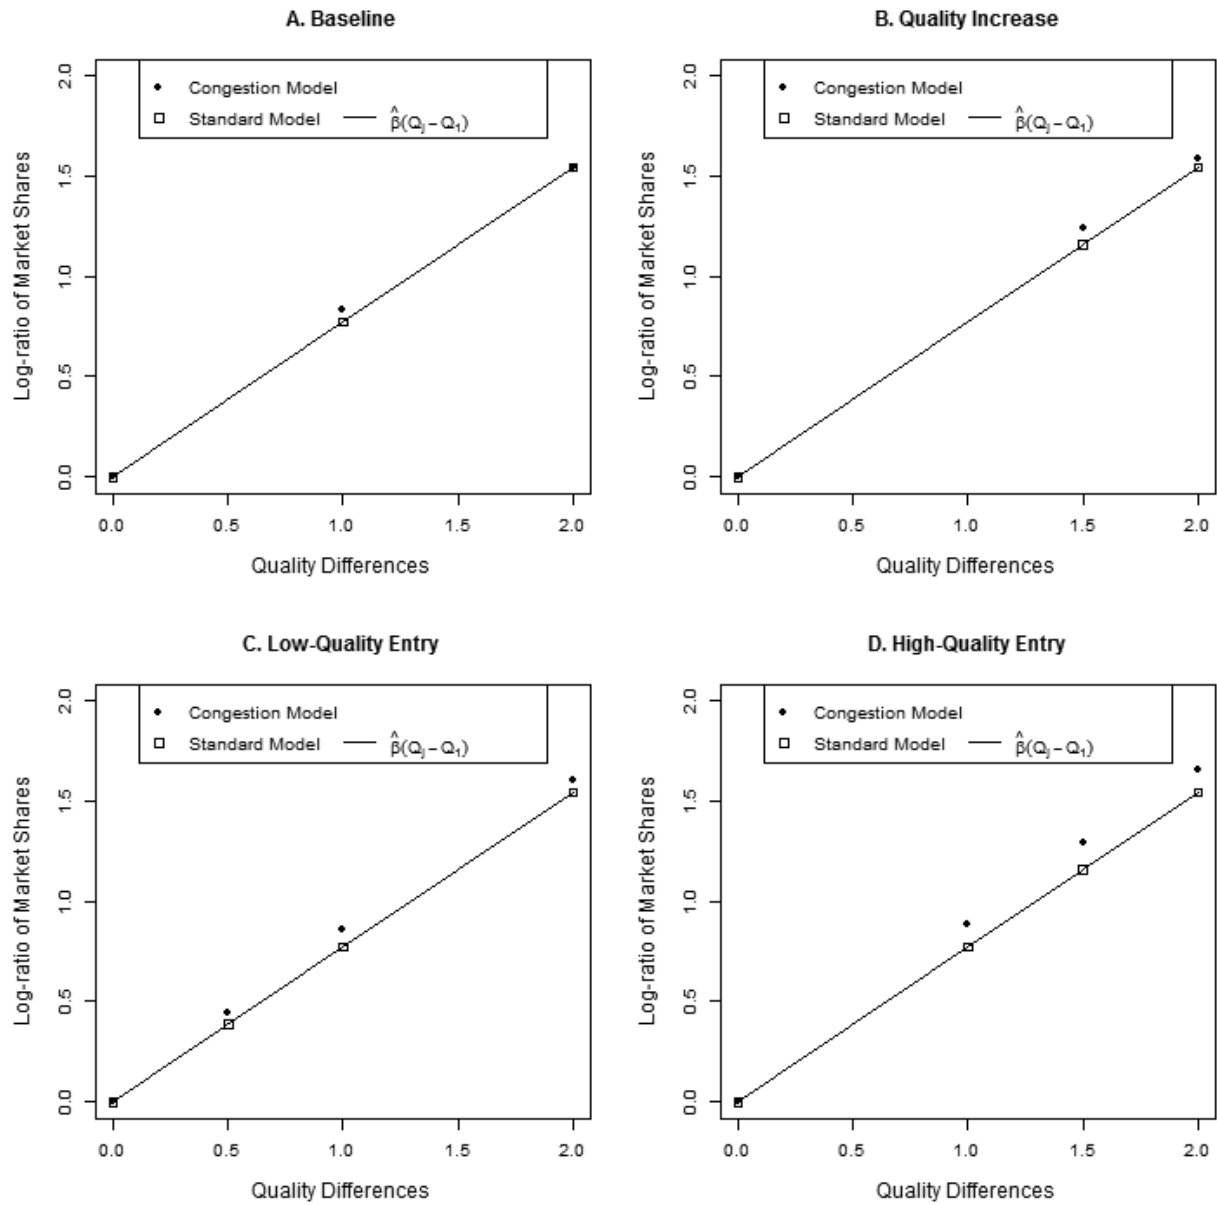 A. Baseline
2.0
1.5
1.0
0.5
0.0
Log-ratio of Market Shares
Congestion Model
Standard Model β̂(Qj − Q1)
0.0 0.5 1.0 1.5 2.0
Quality Differences
B. Quality Increase
2.0
1.5
1.0
0.5
0.0
Log-ratio of Market Shares
Congestion Model
Standard Model β̂(Qj − Q1)
0.0 0.5 1.0 1.5 2.0
Quality Differences
C. Low-Quality Entry
2.0
1.5
1.0
0.5
0.0
Log-ratio of Market Shares
Congestion Model
Standard Model β̂(Qj − Q1)
0.0 0.5 1.0 1.5 2.0
Quality Differences
D. High-Quality Entry
2.0
1.5
1.0
0.5
0.0
Log-ratio of Market Shares
Congestion Model
Standard Model β̂(Qj − Q1)
0.0 0.5 1.0 1.5 2.0
Quality Differences